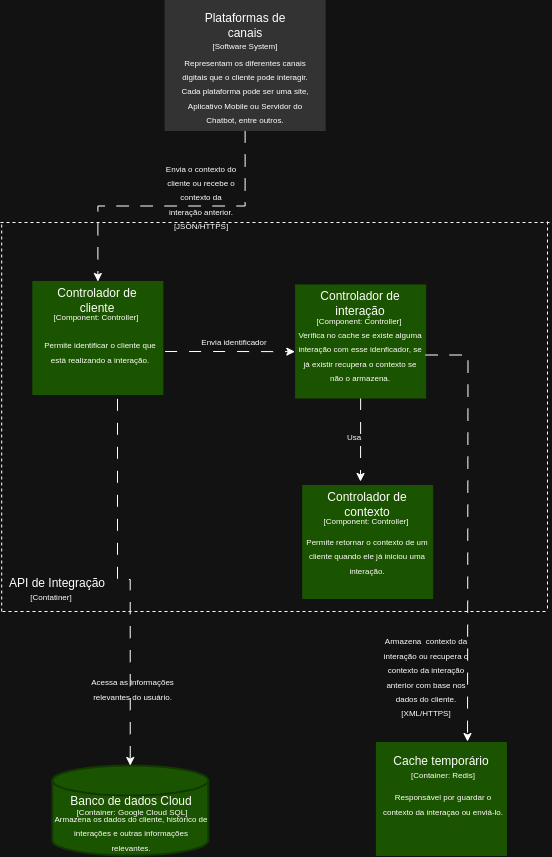 Plataformas de
canais
[Software System]
Representam os diferentes canais
digitais que o cliente pode interagir.
Cada plataforma pode ser uma site,
Aplicativo Mobile ou Servidor do
Chatbot, entre outros.
Envia o contexto do
cliente ou recebe o
contexto da
interação anterior.
[JSON/HTTPS]
Controlador de
cliente
[Component: Controller]
Permite identificar o cliente que
está realizando a interação.
Envia identificador
Controlador de
interação
[Component: Controller]
Verifica no cache se existe alguma
interação com esse idenficador, se
já existir recupera o contexto se
não o armazena.
Usa
Controlador de
contexto
[Component: Controller]
Permite retornar o contexto de um
cliente quando ele já iniciou uma
interação.
API de Integração
[Contatiner]
Acessa as informações
relevantes do usuário.
Armazena  contexto da
interação ou recupera o
contexto da interação
anterior com base nos
dados do cliente.
[XML/HTTPS]
Banco de dados Cloud
[Container: Google Cloud SQL]
Armazena os dados do cliente, histórico de
interações e outras informações
relevantes.
Cache temporário
[Container: Redis]
Responsável por guardar o
contexto da interaçao ou enviá-lo.